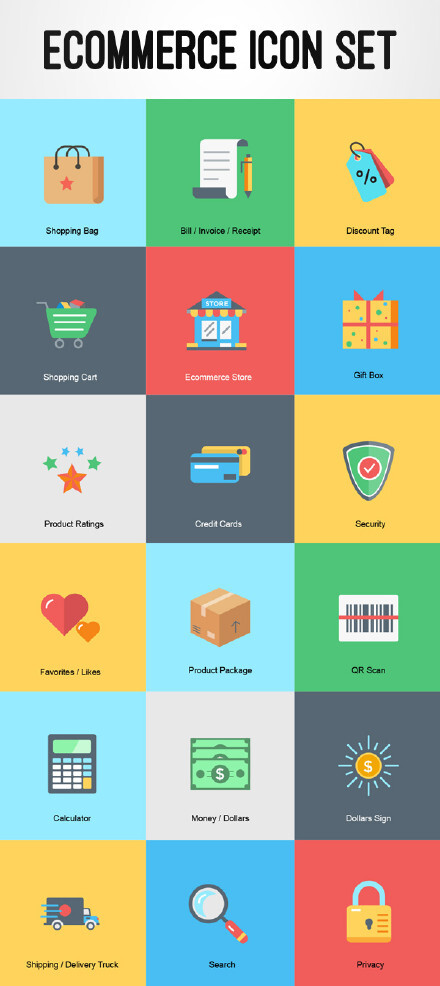 ECOMMERCE ICON SET
Shopping Bag
Bill / Invoice / Receipt
%
Discount Tag
Shopping Cart
STORE
Ecommerce Store
Gift Box
Product Ratings
Credit Cards
Security
Favorites / Likes
Product Package
QR Scan
Calculator
$
Money / Dollars
$
Dollars Sign
Shipping / Delivery Truck
Search
Privacy